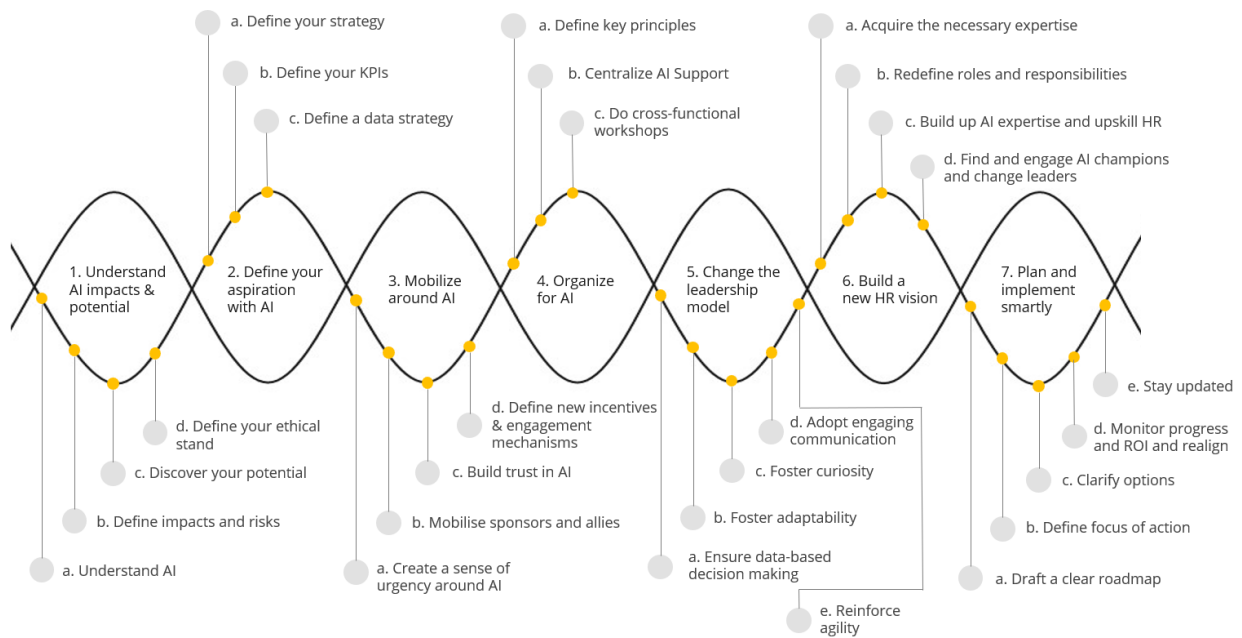 a. Define your strategy
b. Define your KPIs
c. Define a data strategy
a. Define key principles
b. Centralize AI Support
c. Do cross-functional
workshops
a. Acquire the necessary expertise
b. Redefine roles and responsibilities
c. Build up AI expertise and upskill HR
d. Find and engage AI champions
and change leaders
1. Understand
AI impacts &
potential
2. Define your
aspiration
with AI
3. Mobilize
around AI
4. Organize
for AI
5. Change the
leadership
model
6. Build a
new HR vision
7. Plan and
implement
smartly
d. Define your ethical
stand
c. Discover your potential
b. Define impacts and risks
a. Understand AI
d. Define new incentives
& engagement
mechanisms
c. Build trust in AI
b. Mobilise sponsors and allies
a. Create a sense of
urgency around AI
d. Adopt engaging
communication
c. Foster curiosity
b. Foster adaptability
a. Ensure data-based
decision making
e. Reinforce
agility
e. Stay updated
d. Monitor progress
and ROI and realign
c. Clarify options
b. Define focus of action
a. Draft a clear roadmap